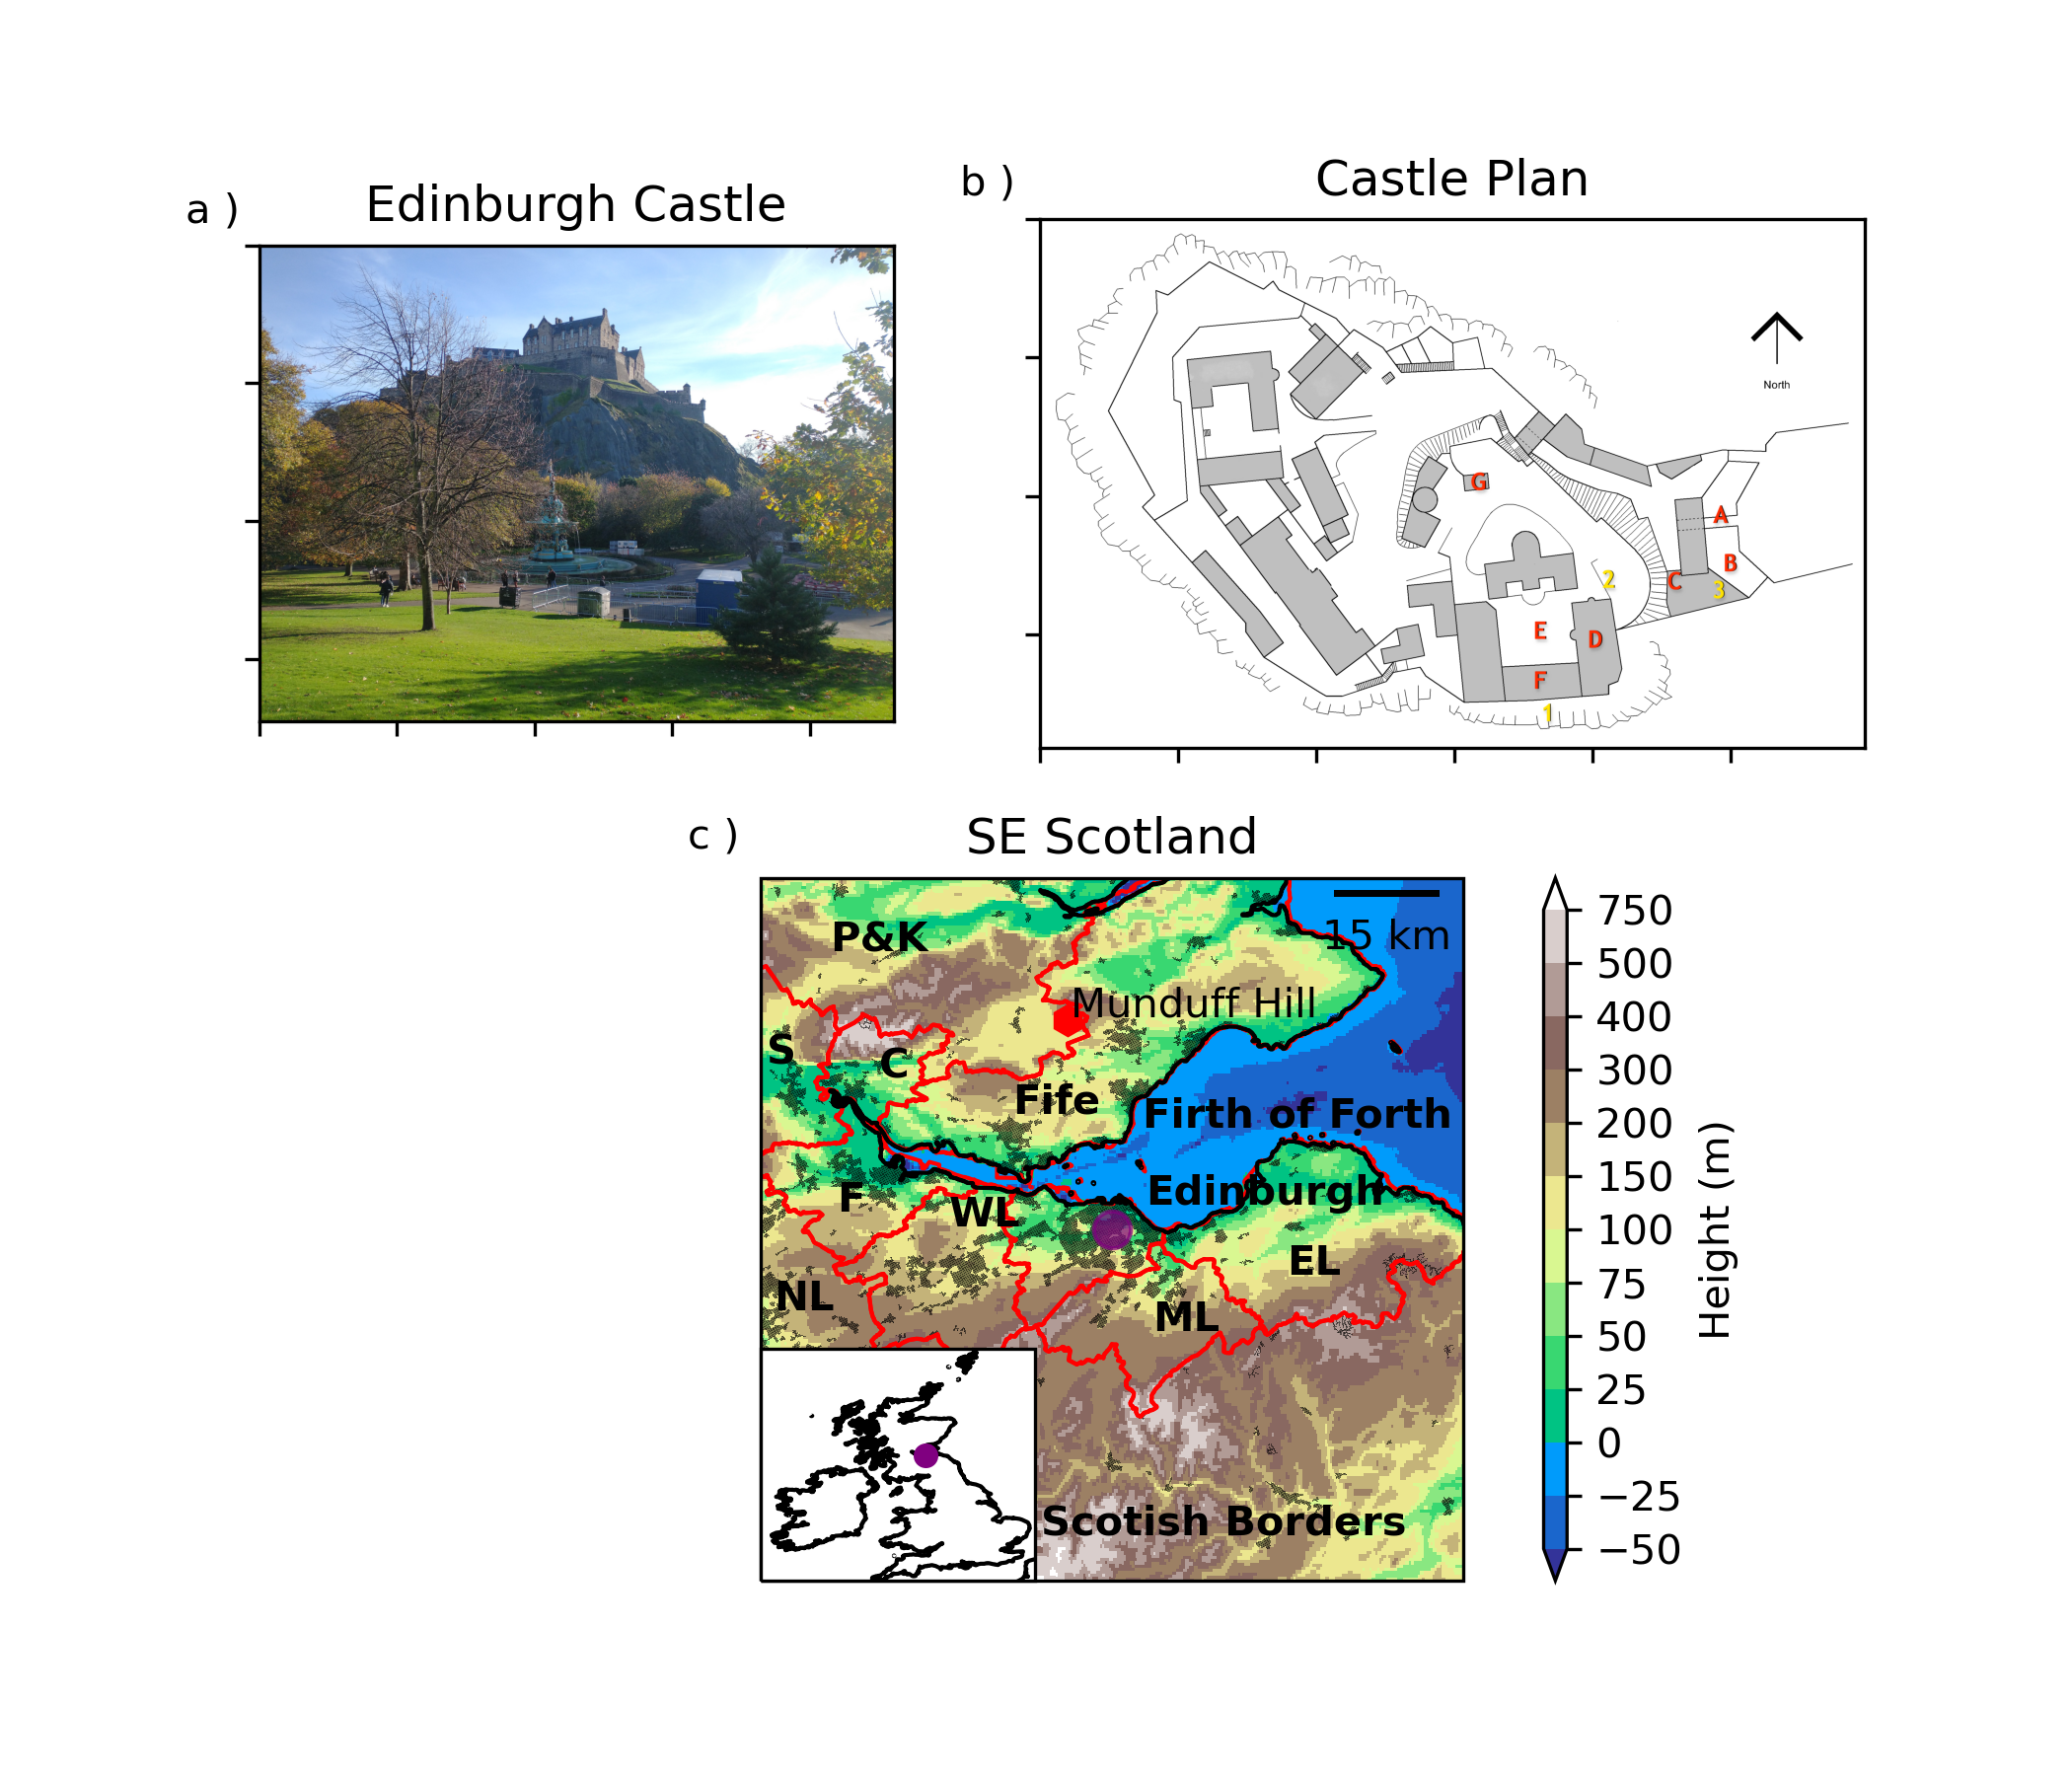 a )
Edinburgh Castle
b )
Castle Plan
North
G
A
B
C
2
3
E
D
F
1
c )
SE Scotland
15 km
P&K
Munduff Hill
S
C
Fife
Firth of Forth
F
WL
Edinburgh
EL
NL
ML
Scotish Borders
750
500
400
300
200
150
100
75
50
25
0
−25
−50
Height (m)